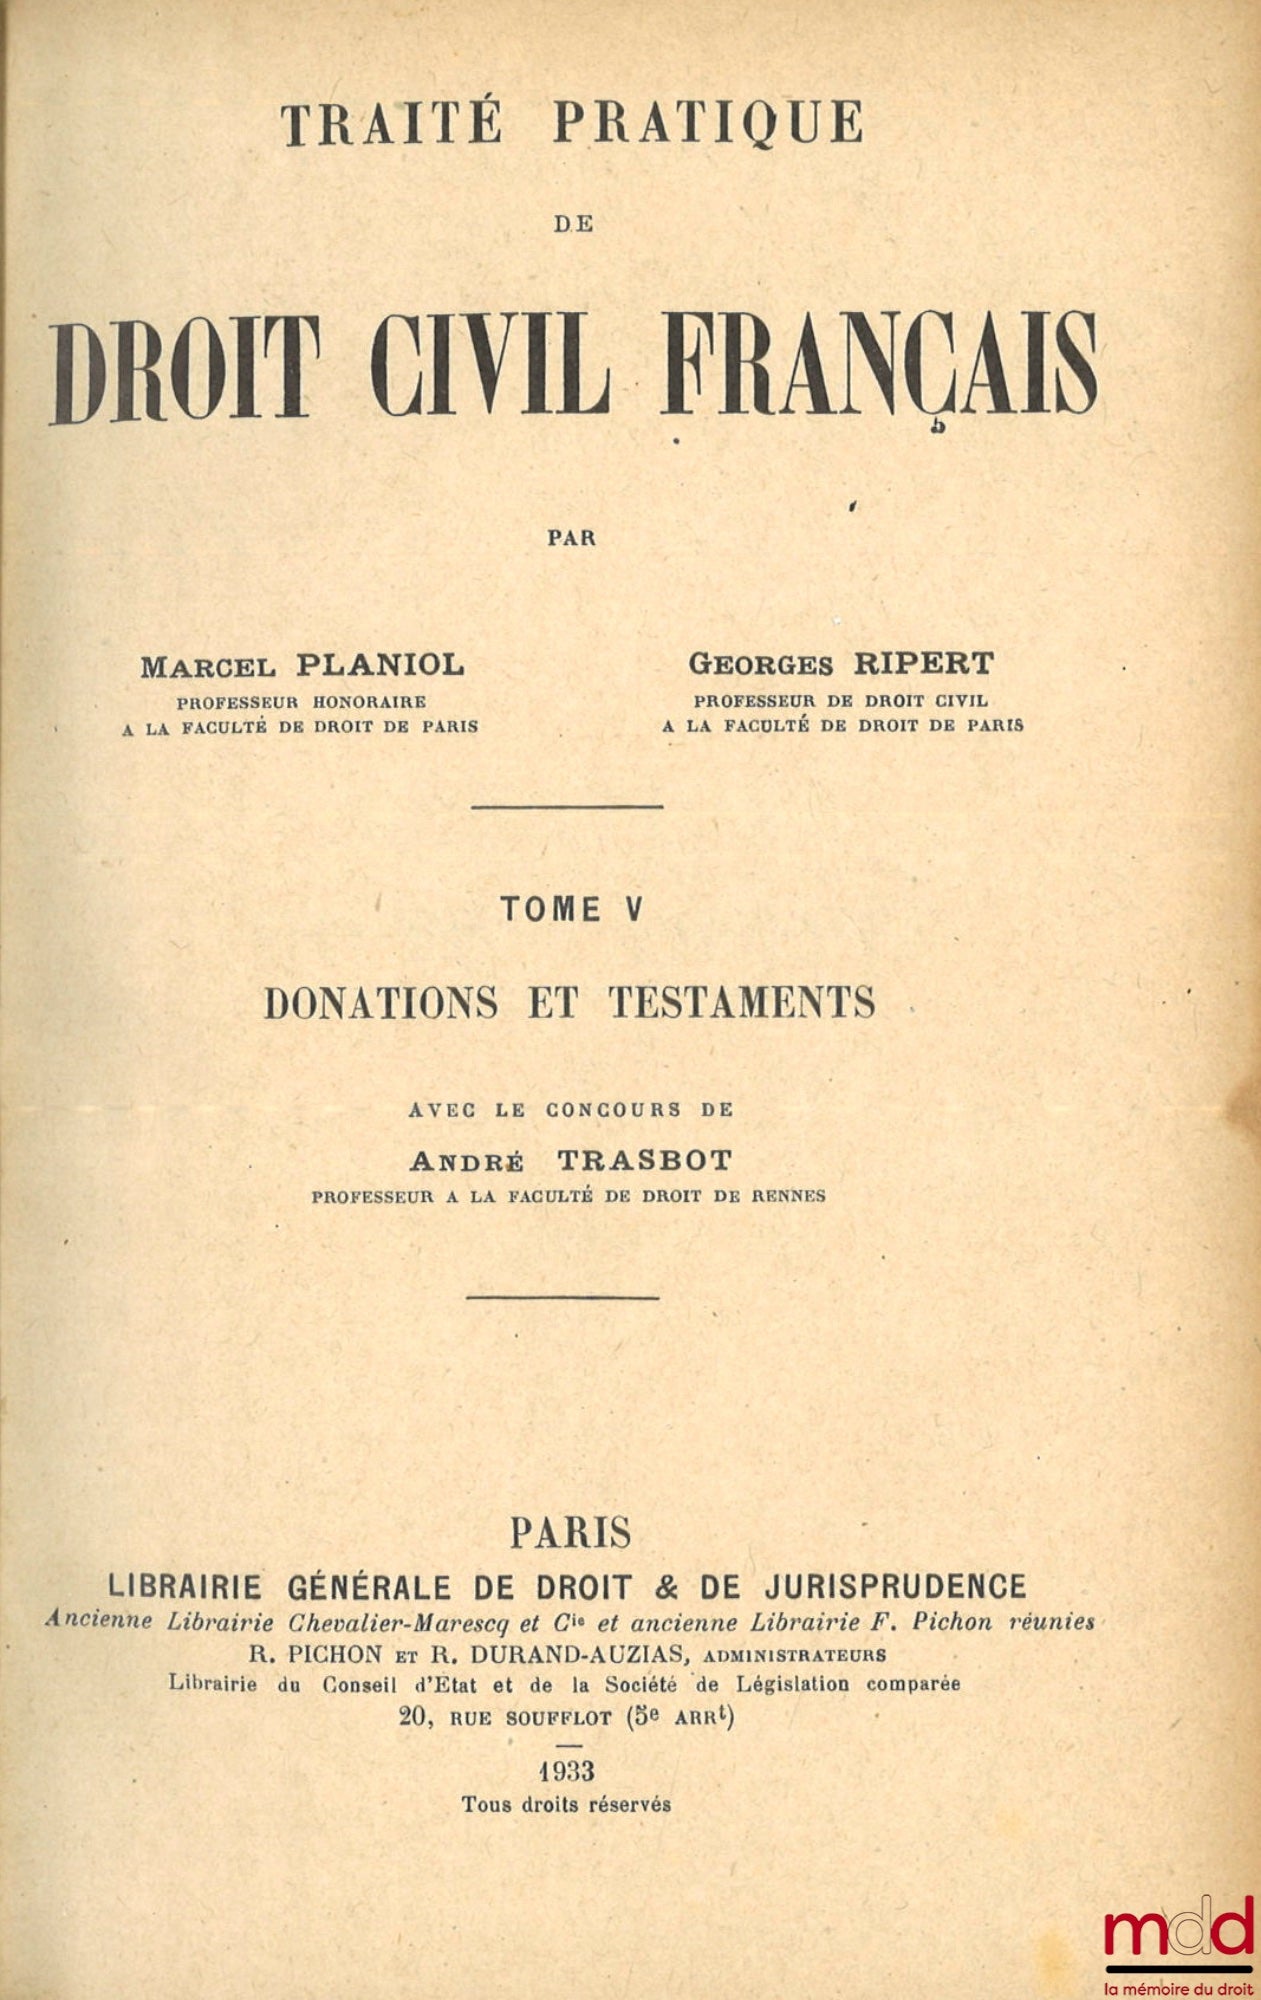 TRAITÉ PRATIQUE
DE
DROIT CIVIL FRANÇAIS
PAR
MARCEL PLANIOL
PROFESSEUR HONORAIRE
A LA FACULTÉ DE DROIT DE PARIS
GEORGES RIPERT
PROFESSEUR DE DROIT CIVIL
A LA FACULTÉ DE DROIT DE PARIS
TOME V
DONATIONS ET TESTAMENTS
AVEC LE CONCOURS DE
ANDRÉ TRASBOT
PROFESSEUR A LA FACULTÉ DE DROIT DE RENNES
PARIS
LIBRAIRIE GÉNÉRALE DE DROIT & DE JURISPRUDENCE
Ancienne Librairie Chevalier-Marescq et Cie et ancienne Librairie F. Pichon réunies
R. PICHON ET R. DURAND-AUZIAS, ADMINISTRATEURS
Librairie du Conseil d'Etat et de la Société de Législation comparée
20, RUE SOUFFLOT (5e ARRt)
1933
Tous droits réservés
mdd
la mémoire du droit